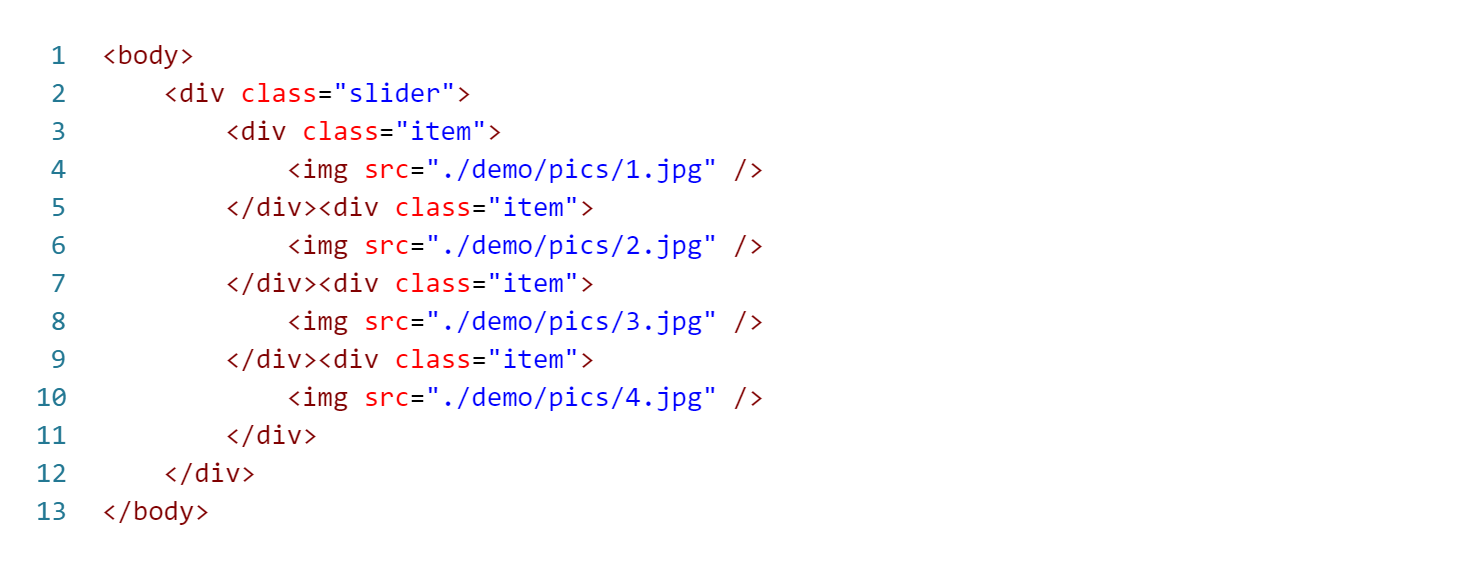 1 <body>
2     <div class="slider">
3         <div class="item">
4             <img src="./demo/pics/1.jpg" />
5         </div><div class="item">
6             <img src="./demo/pics/2.jpg" />
7         </div><div class="item">
8             <img src="./demo/pics/3.jpg" />
9         </div><div class="item">
10             <img src="./demo/pics/4.jpg" />
11         </div>
12     </div>
13 </body>